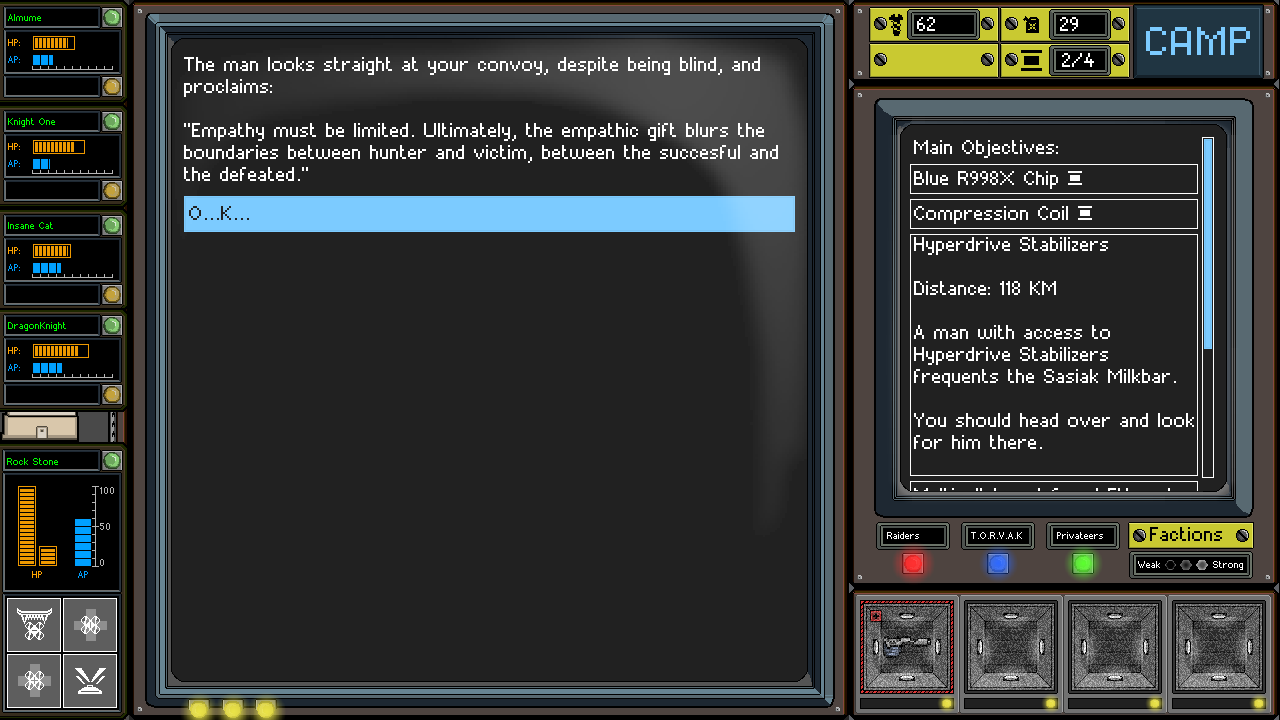 Almume
HP:
AP:
Knight One
HP:
AP:
Insane Cat
HP:
AP:
DragonKnight
HP:
AP:
Rock Stone
100
50
0
HP
AP
The man looks straight at your convoy, despite being blind, and
proclaims:
"Empathy must be limited. Ultimately, the empathic gift blurs the
boundaries between hunter and victim, between the succesful and
the defeated."
O...K...
62
29
2/4
CAMP
Main Objectives:
Blue R998X Chip
Compression Coil
Hyperdrive Stabilizers
Distance: 118 KM
A man with access to
Hyperdrive Stabilizers
frequents the Sasiak Milkbar.
You should head over and look
for him there.
Raiders
T.O.R.V.A.K
Privateers
Factions
Weak
Strong